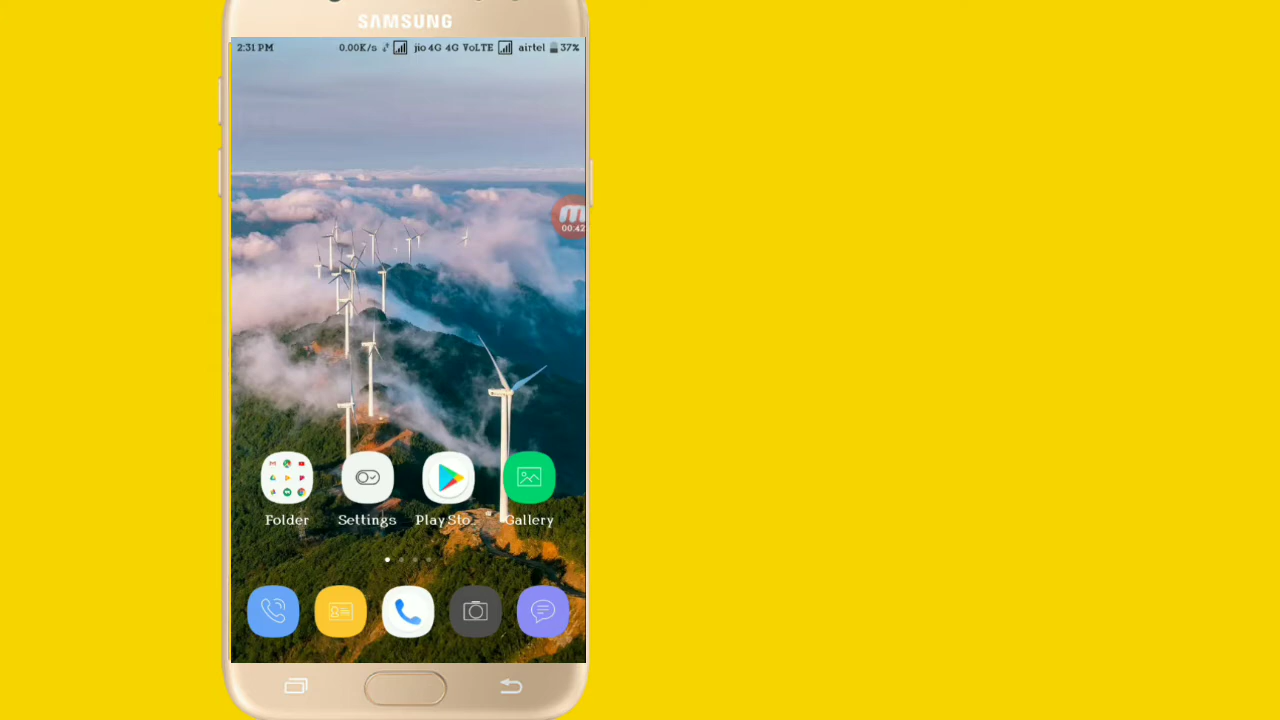 SAMSUNG
2:31 PM 0.00K/s jio 4G 4G VoLTE airtel 37%
00:42
Folder Settings Play Sto... Gallery